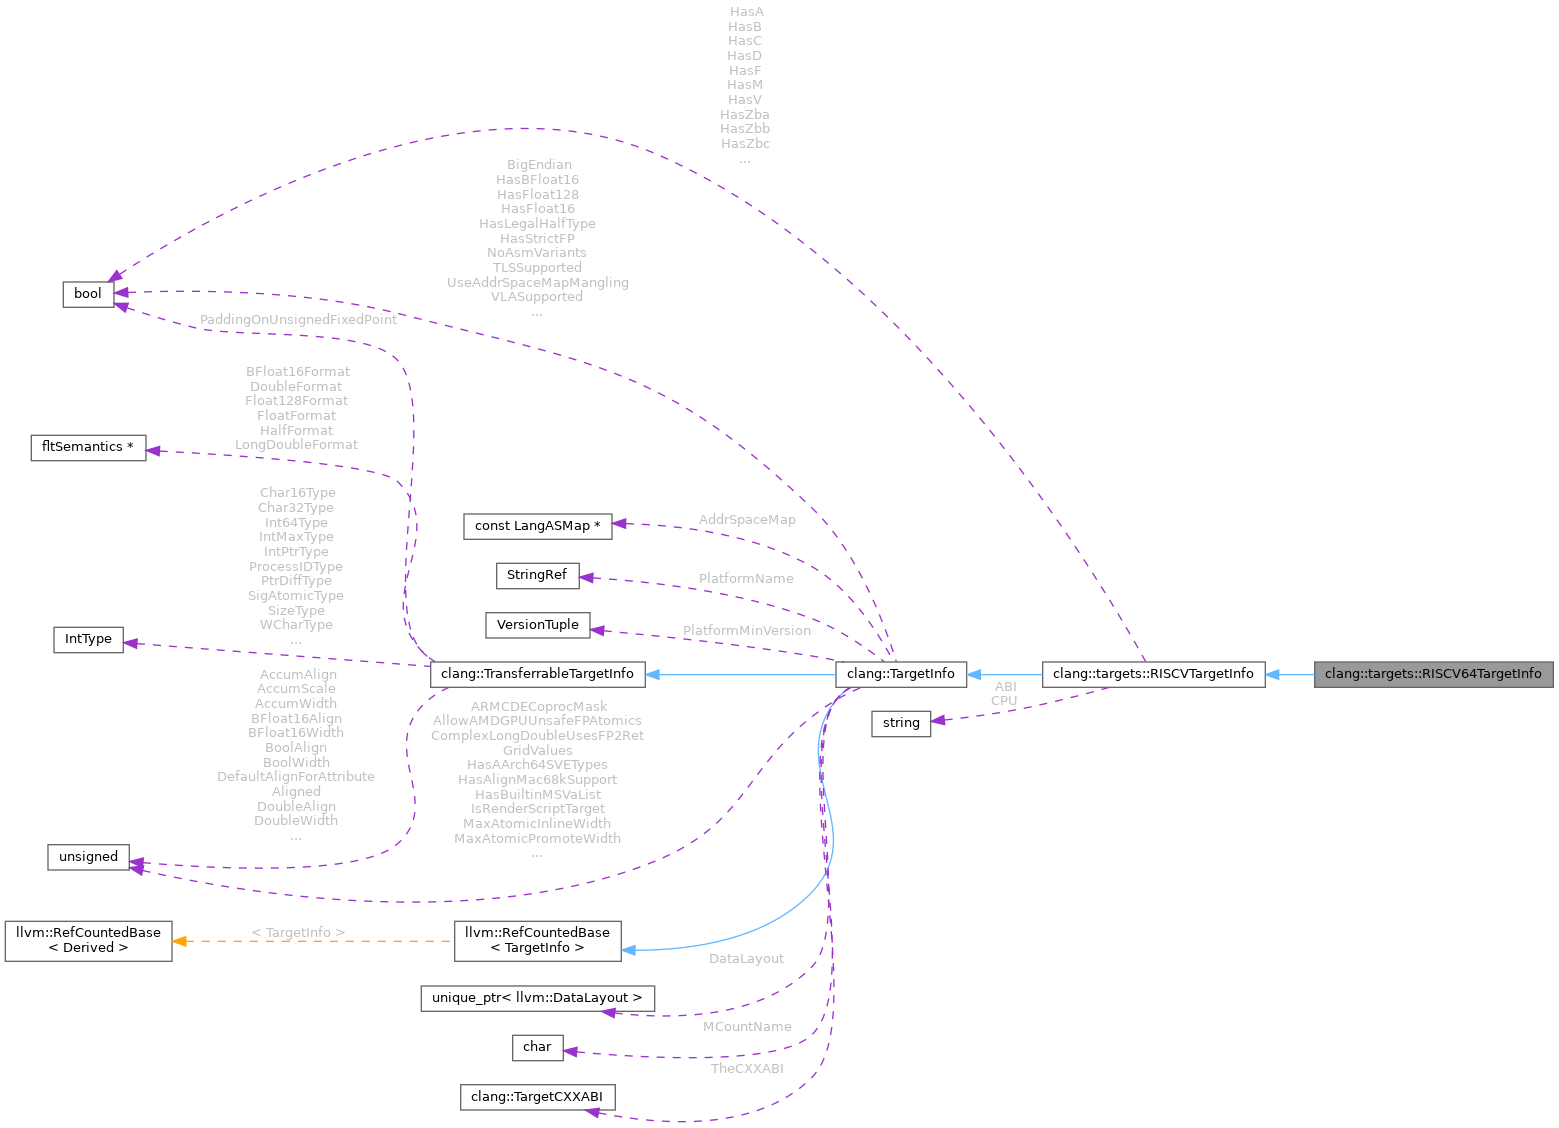 HasA
HasB
HasC
HasD
HasF
HasM
HasV
HasZba
HasZbb
HasZbc
...
BigEndian
HasBFloat16
HasFloat128
HasFloat16
HasLegalHalfType
HasStrictFP
NoAsmVariants
TLSSupported
UseAddrSpaceMapMangling
VLASupported
...
bool
PaddingOnUnsignedFixedPoint
BFloat16Format
DoubleFormat
Float128Format
FloatFormat
HalfFormat
LongDoubleFormat
fltSemantics *
Char16Type
Char32Type
Int64Type
IntMaxType
IntPtrType
ProcessIDType
PtrDiffType
SigAtomicType
SizeType
WCharType
...
const LangASMap *
AddrSpaceMap
StringRef
PlatformName
VersionTuple
PlatformMinVersion
IntType
clang::TransferrableTargetInfo
clang::TargetInfo
clang::targets::RISCVTargetInfo
clang::targets::RISCV64TargetInfo
ABI
CPU
string
AccumAlign
AccumScale
AccumWidth
BFloat16Align
BFloat16Width
BoolAlign
BoolWidth
DefaultAlignForAttribute
Aligned
DoubleAlign
DoubleWidth
...
ARMCDECoprocMask
AllowAMDGPUUnsafeFPAtomics
ComplexLongDoubleUsesFP2Ret
GridValues
HasAArch64SVETypes
HasAlignMac68kSupport
HasBuiltinMSVaList
IsRenderScriptTarget
MaxAtomicInlineWidth
MaxAtomicPromoteWidth
...
unsigned
llvm::RefCountedBase
< Derived >
< TargetInfo >
llvm::RefCountedBase
< TargetInfo >
DataLayout
unique_ptr< llvm::DataLayout >
MCountName
char
TheCXXABI
clang::TargetCXXABI